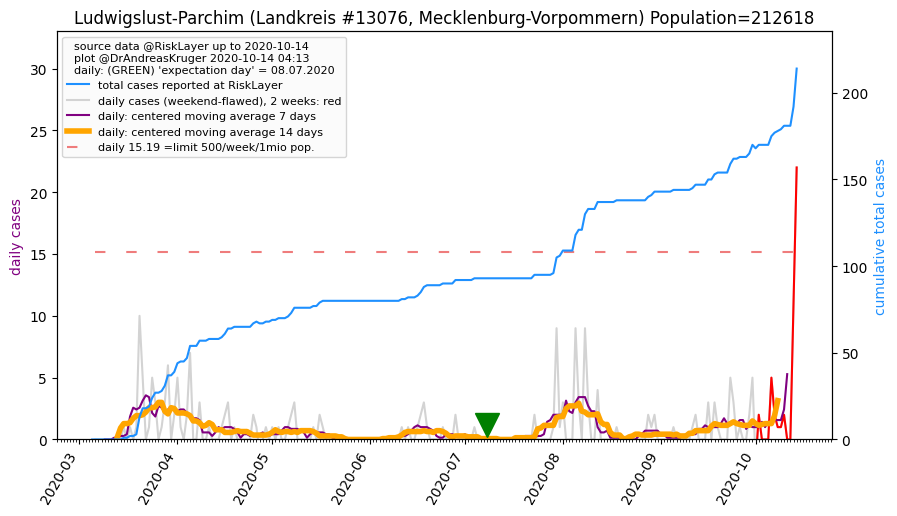 Ludwigslust-Parchim (Landkreis #13076, Mecklenburg-Vorpommern) Population=212618
source data @RiskLayer up to 2020-10-14
plot @DrAndreasKruger 2020-10-14 04:13
daily: (GREEN) 'expectation day' = 08.07.2020
total cases reported at RiskLayer
daily cases (weekend-flawed), 2 weeks: red
daily: centered moving average 7 days
daily: centered moving average 14 days
daily 15.19 =limit 500/week/1mio pop.
daily cases
30
25
20
15
10
5
0
cumulative total cases
200
150
100
50
0
2020-03
2020-04
2020-05
2020-06
2020-07
2020-08
2020-09
2020-10